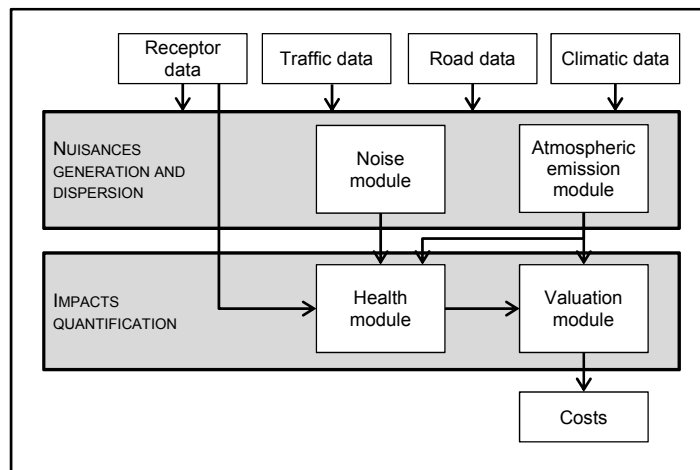 Receptor
data
Traffic data
Road data
Climatic data
NUISANCES
GENERATION AND
DISPERSION
Noise
module
Atmospheric
emission module
IMPACTS
QUANTIFICATION
Health
module
Valuation
module
Costs